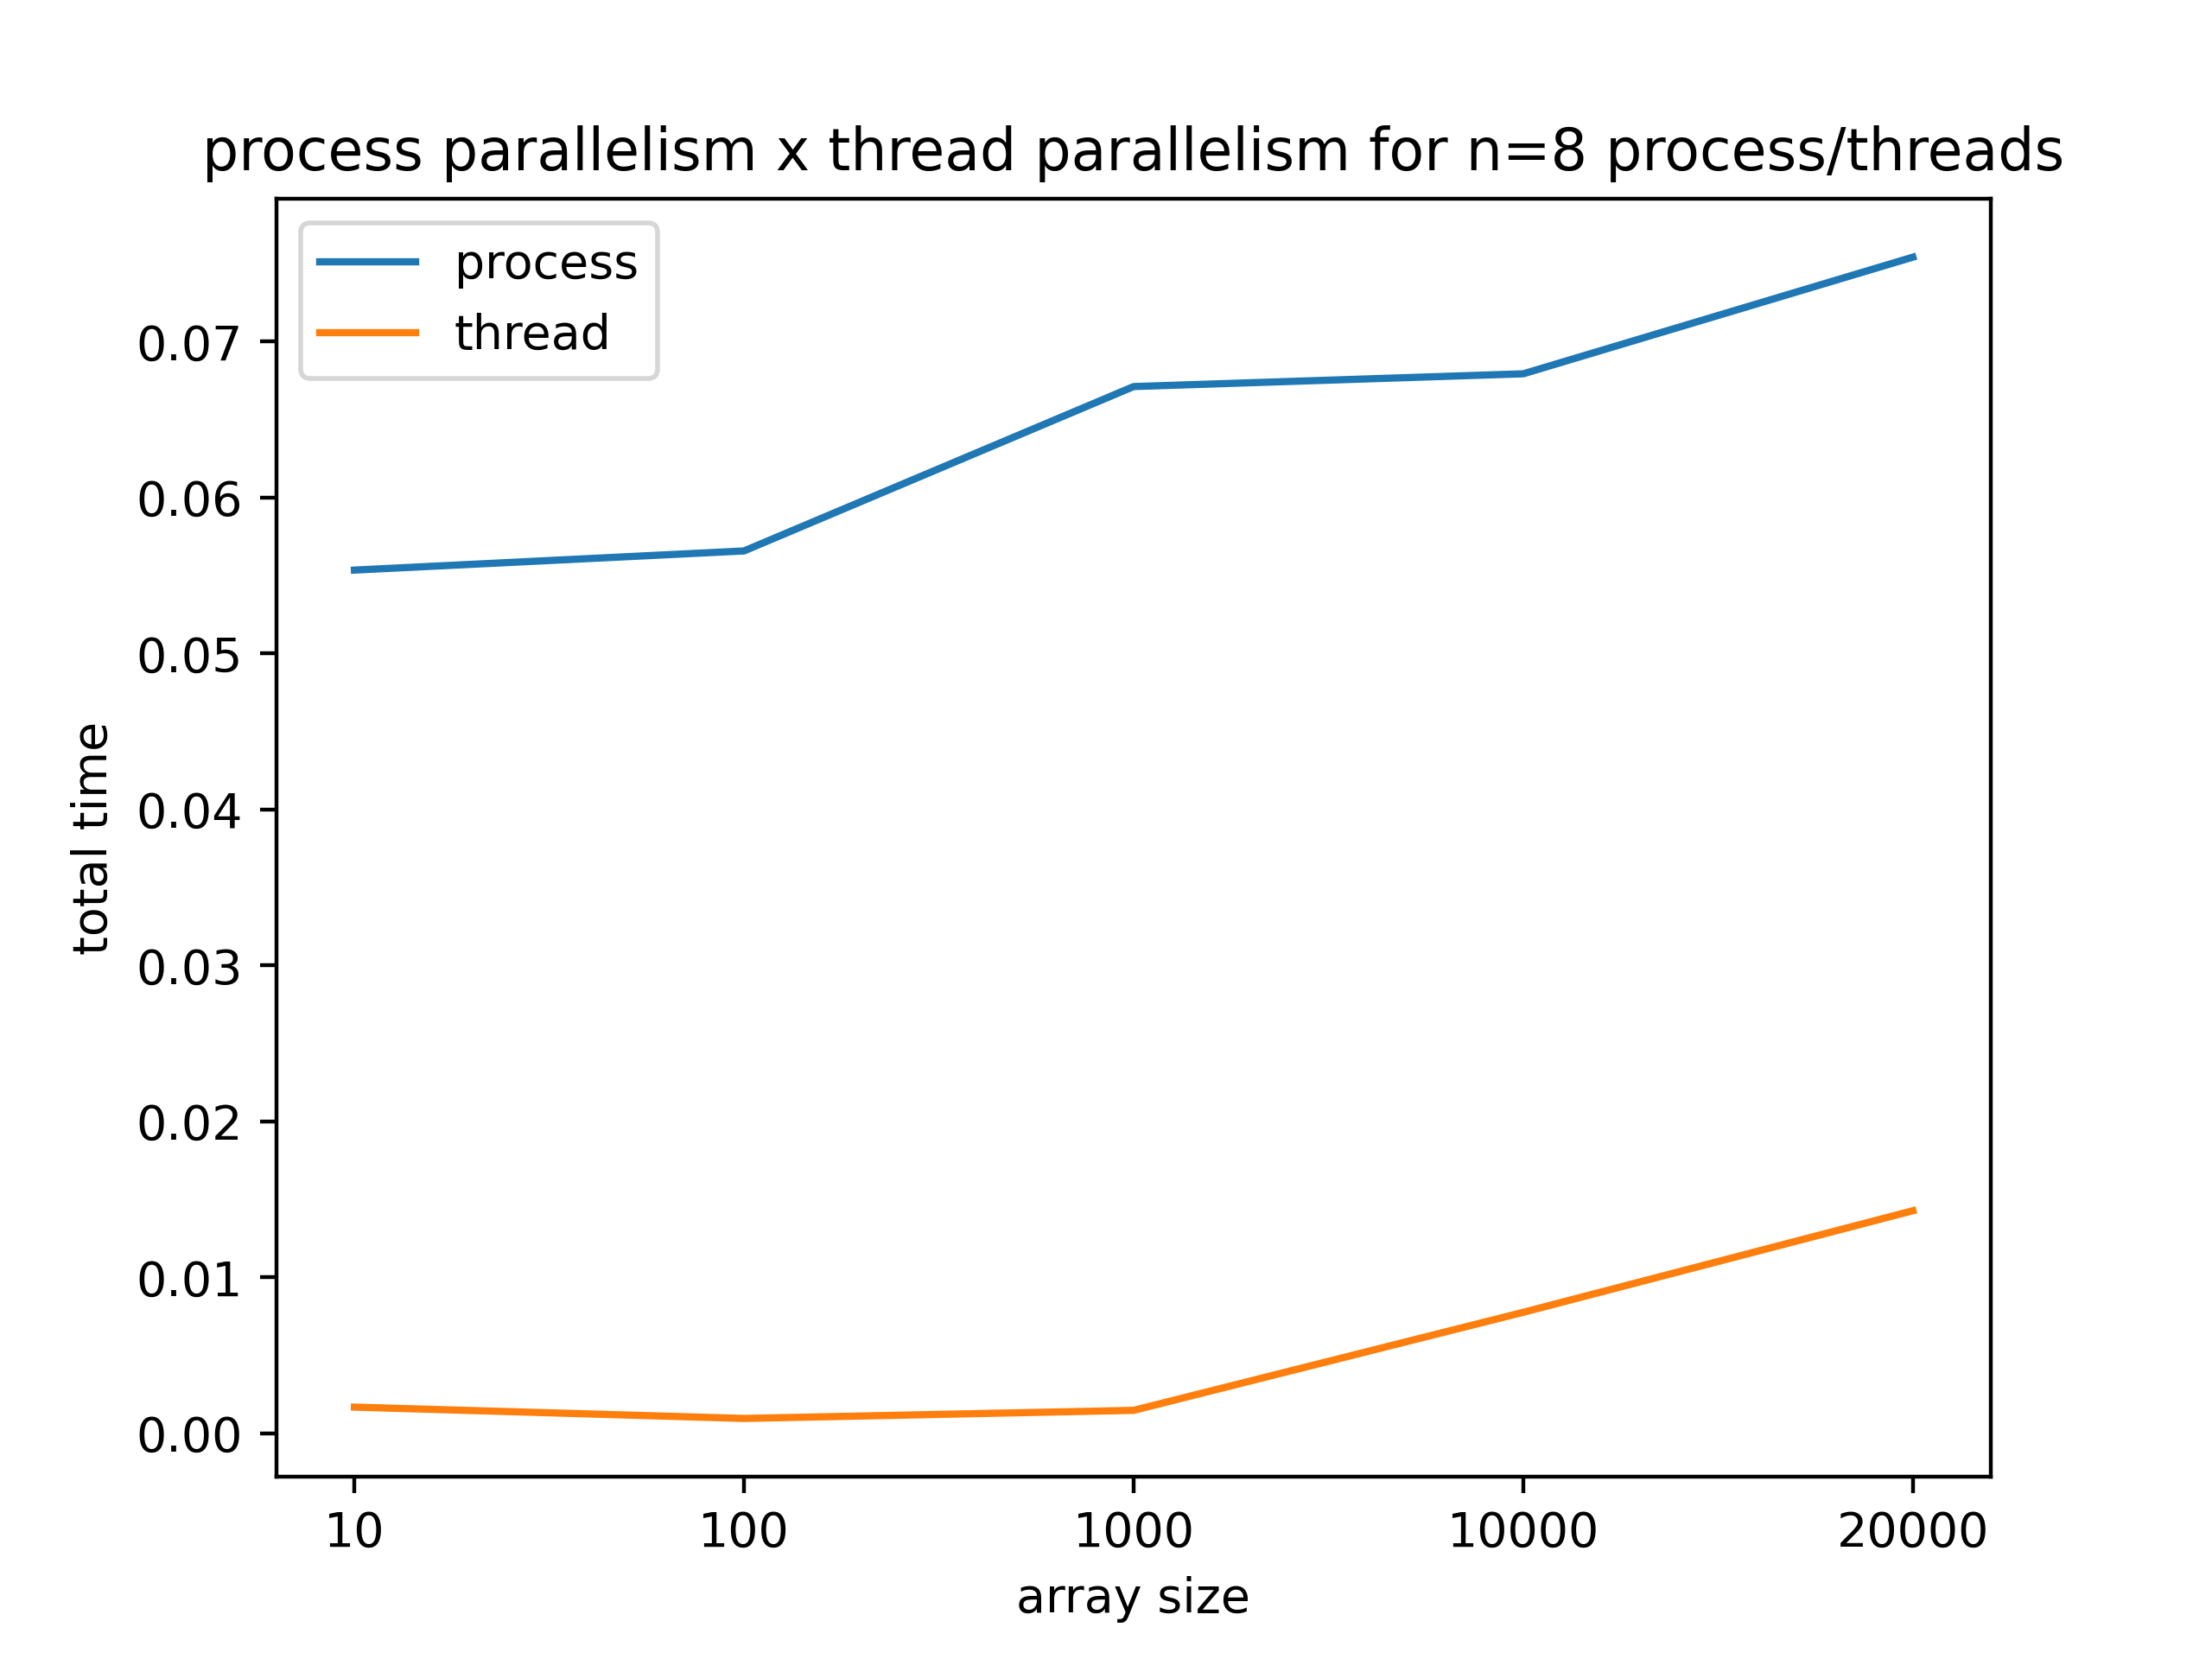 process parallelism x thread parallelism for n=8 process/threads
process
thread
0.07
0.06
0.05
0.04
0.03
0.02
0.01
0.00
total time
10 100 1000 10000 20000
array size